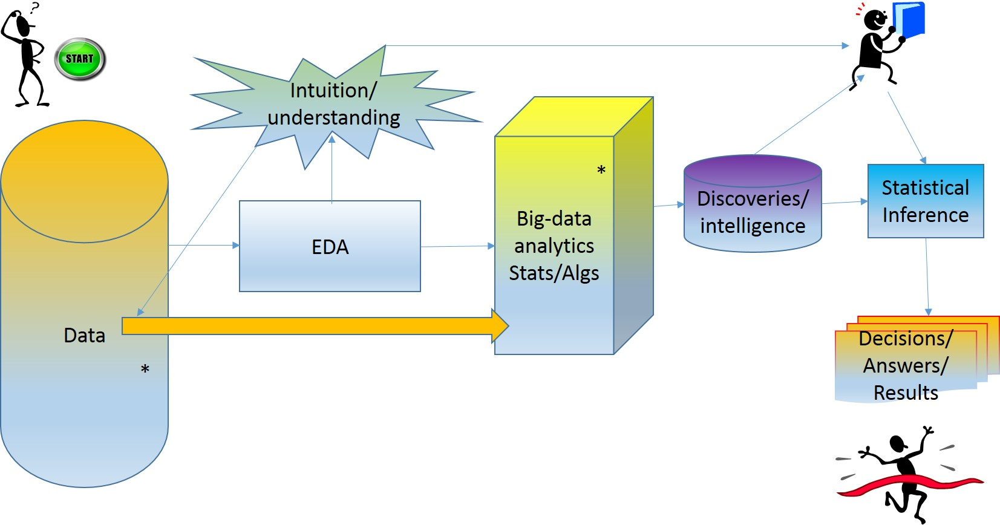 ?
START
Intuition/
understanding
*
Big-data
analytics
Stats/Algs
Discoveries/
intelligence
Statistical
Inference
EDA
Data
*
Decisions/
Answers/
Results